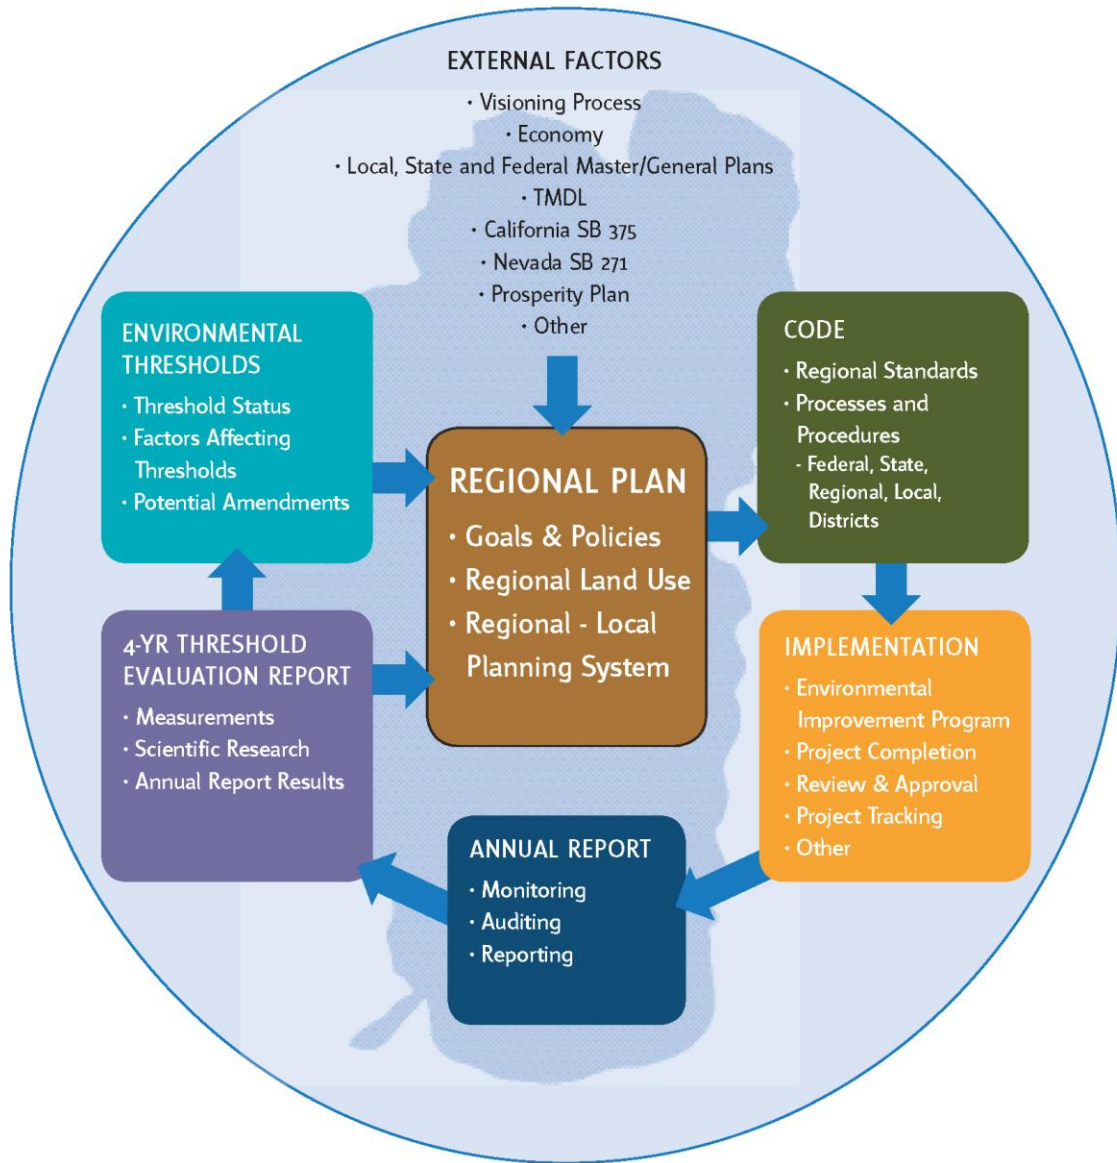 EXTERNAL FACTORS
· Visioning Process
· Economy
· Local, State and Federal Master/General Plans
· TMDL
· California SB 375
· Nevada SB 271
· Prosperity Plan
· Other
ENVIRONMENTAL
THRESHOLDS
· Threshold Status
· Factors Affecting
Thresholds
· Potential Amendments
REGIONAL PLAN
· Goals & Policies
· Regional Land Use
· Regional - Local
Planning System
CODE
· Regional Standards
· Processes and
Procedures
- Federal, State,
Regional, Local,
Districts
4-YR THRESHOLD
EVALUATION REPORT
· Measurements
· Scientific Research
· Annual Report Results
IMPLEMENTATION
· Environmental
Improvement Program
· Project Completion
· Review & Approval
· Project Tracking
· Other
ANNUAL REPORT
· Monitoring
· Auditing
· Reporting